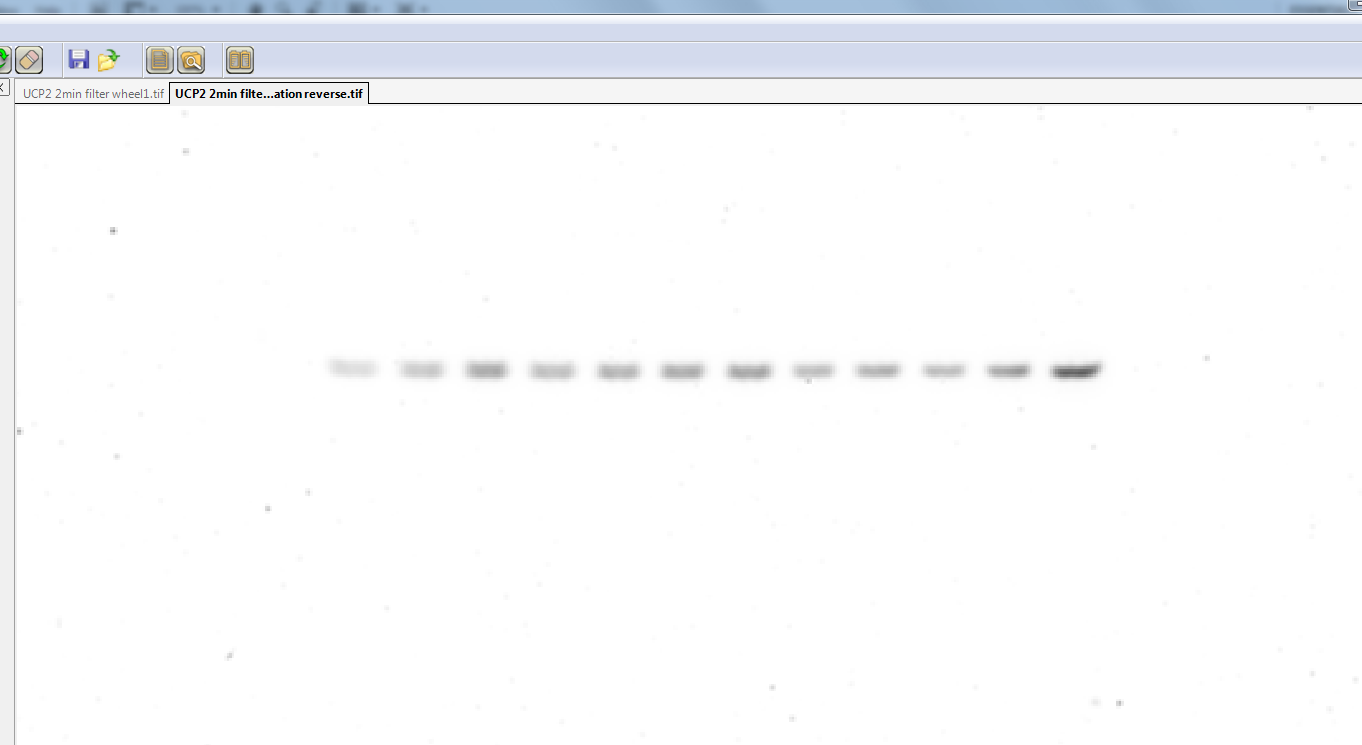 UCP2 2min filter wheel1.tif
UCP2 2min filte...ation reverse.tif